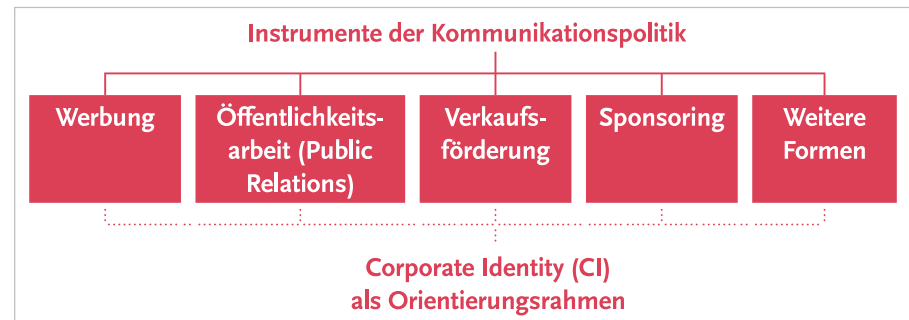 Instrumente der Kommunikationspolitik
Werbung
Öffentlichkeits-
arbeit (Public
Relations)
Verkaufs-
förderung
Sponsoring
Weitere
Formen
Corporate Identity (CI)
als Orientierungsrahmen